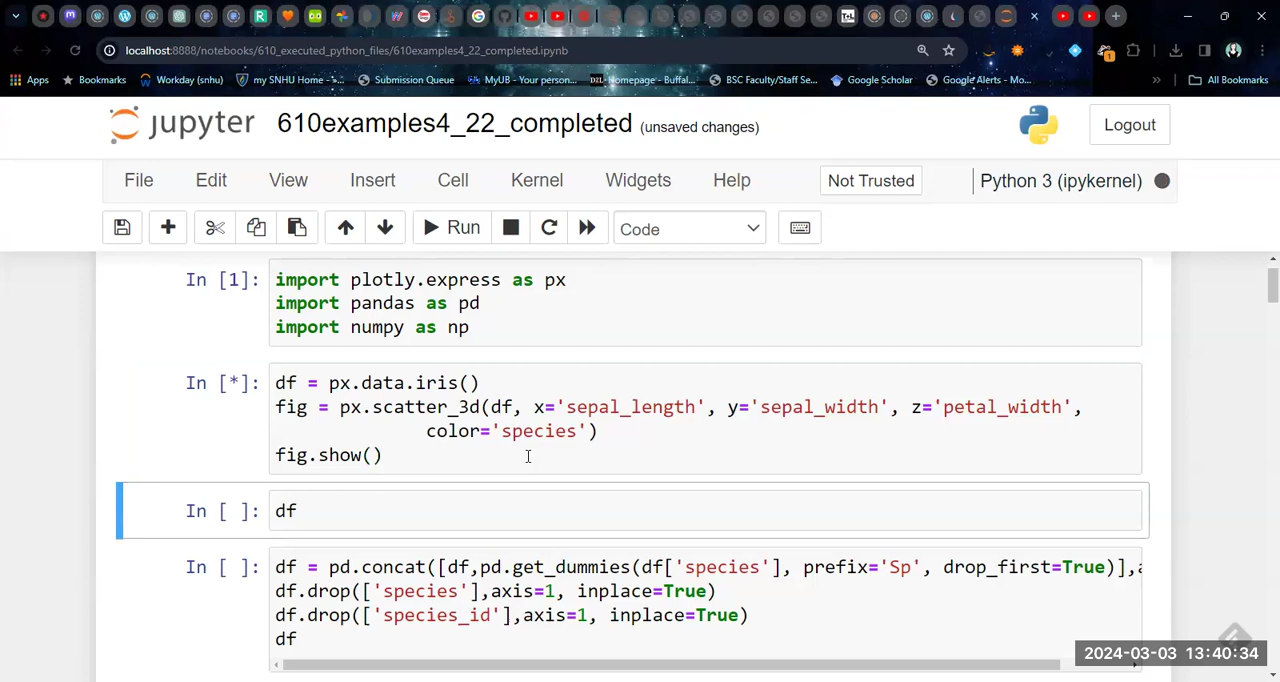 localhost:8888/notebooks/610_executed_python_files/610examples4_22_completed.ipynb
Apps
Bookmarks
Workday (snhu)
my SNHU Home - ...
Submission Queue
MyUB - Your person...
DZL Homepage - Buffal...
BSC Faculty/Staff Se...
Google Scholar
Google Alerts - Mo...
»
All Bookmarks
jupyter 610examples4_22_completed (unsaved changes)
Logout
File Edit View Insert Cell Kernel Widgets Help
Not Trusted
Python 3 (ipykernel)
Run
Code
In [1]: import plotly.express as px
import pandas as pd
import numpy as np
In [*]: df = px.data.iris()
fig = px.scatter_3d(df, x='sepal_length', y='sepal_width', z='petal_width',
color='species')
fig.show()
In [ ]: df
In [ ]: df = pd.concat([df,pd.get_dummies(df['species'], prefix='Sp', drop_first=True)],a
df.drop(['species'],axis=1, inplace=True)
df.drop(['species_id'],axis=1, inplace=True)
df
2024-03-03 13:40:34